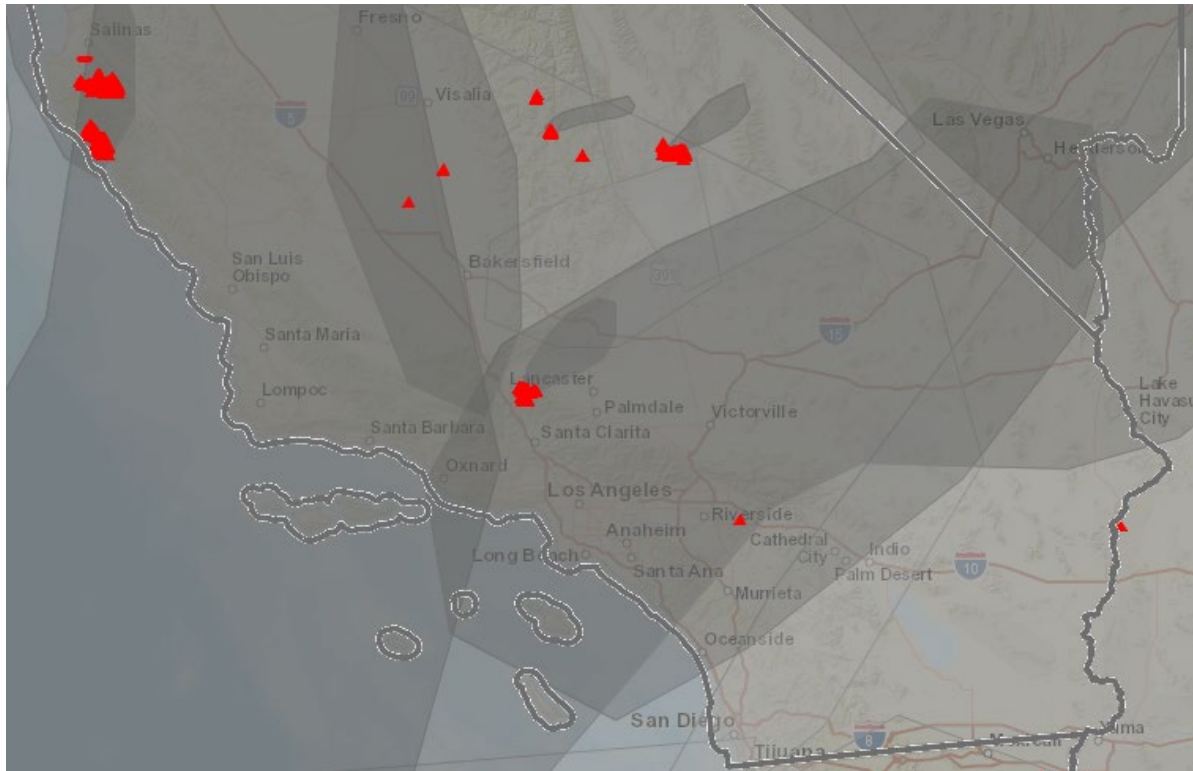 Salinas
Fresno
99
Visalia
5
Las Vegas
Henderson
San Luis
Obispo
Bakersfield
395
15
Santa Maria
Lancaster
Lompoc
Palmdale
Lake
Havasu
City
Victorville
Santa Barbara
Santa Clarita
Oxnard
Los Angeles
Riverside
Anaheim
Cathedral
City
Indio
Long Beach
Santa Ana
Palm Desert
10
Murrieta
Oceanside
San Diego
8
Tijuana
Mexicali
Yuma